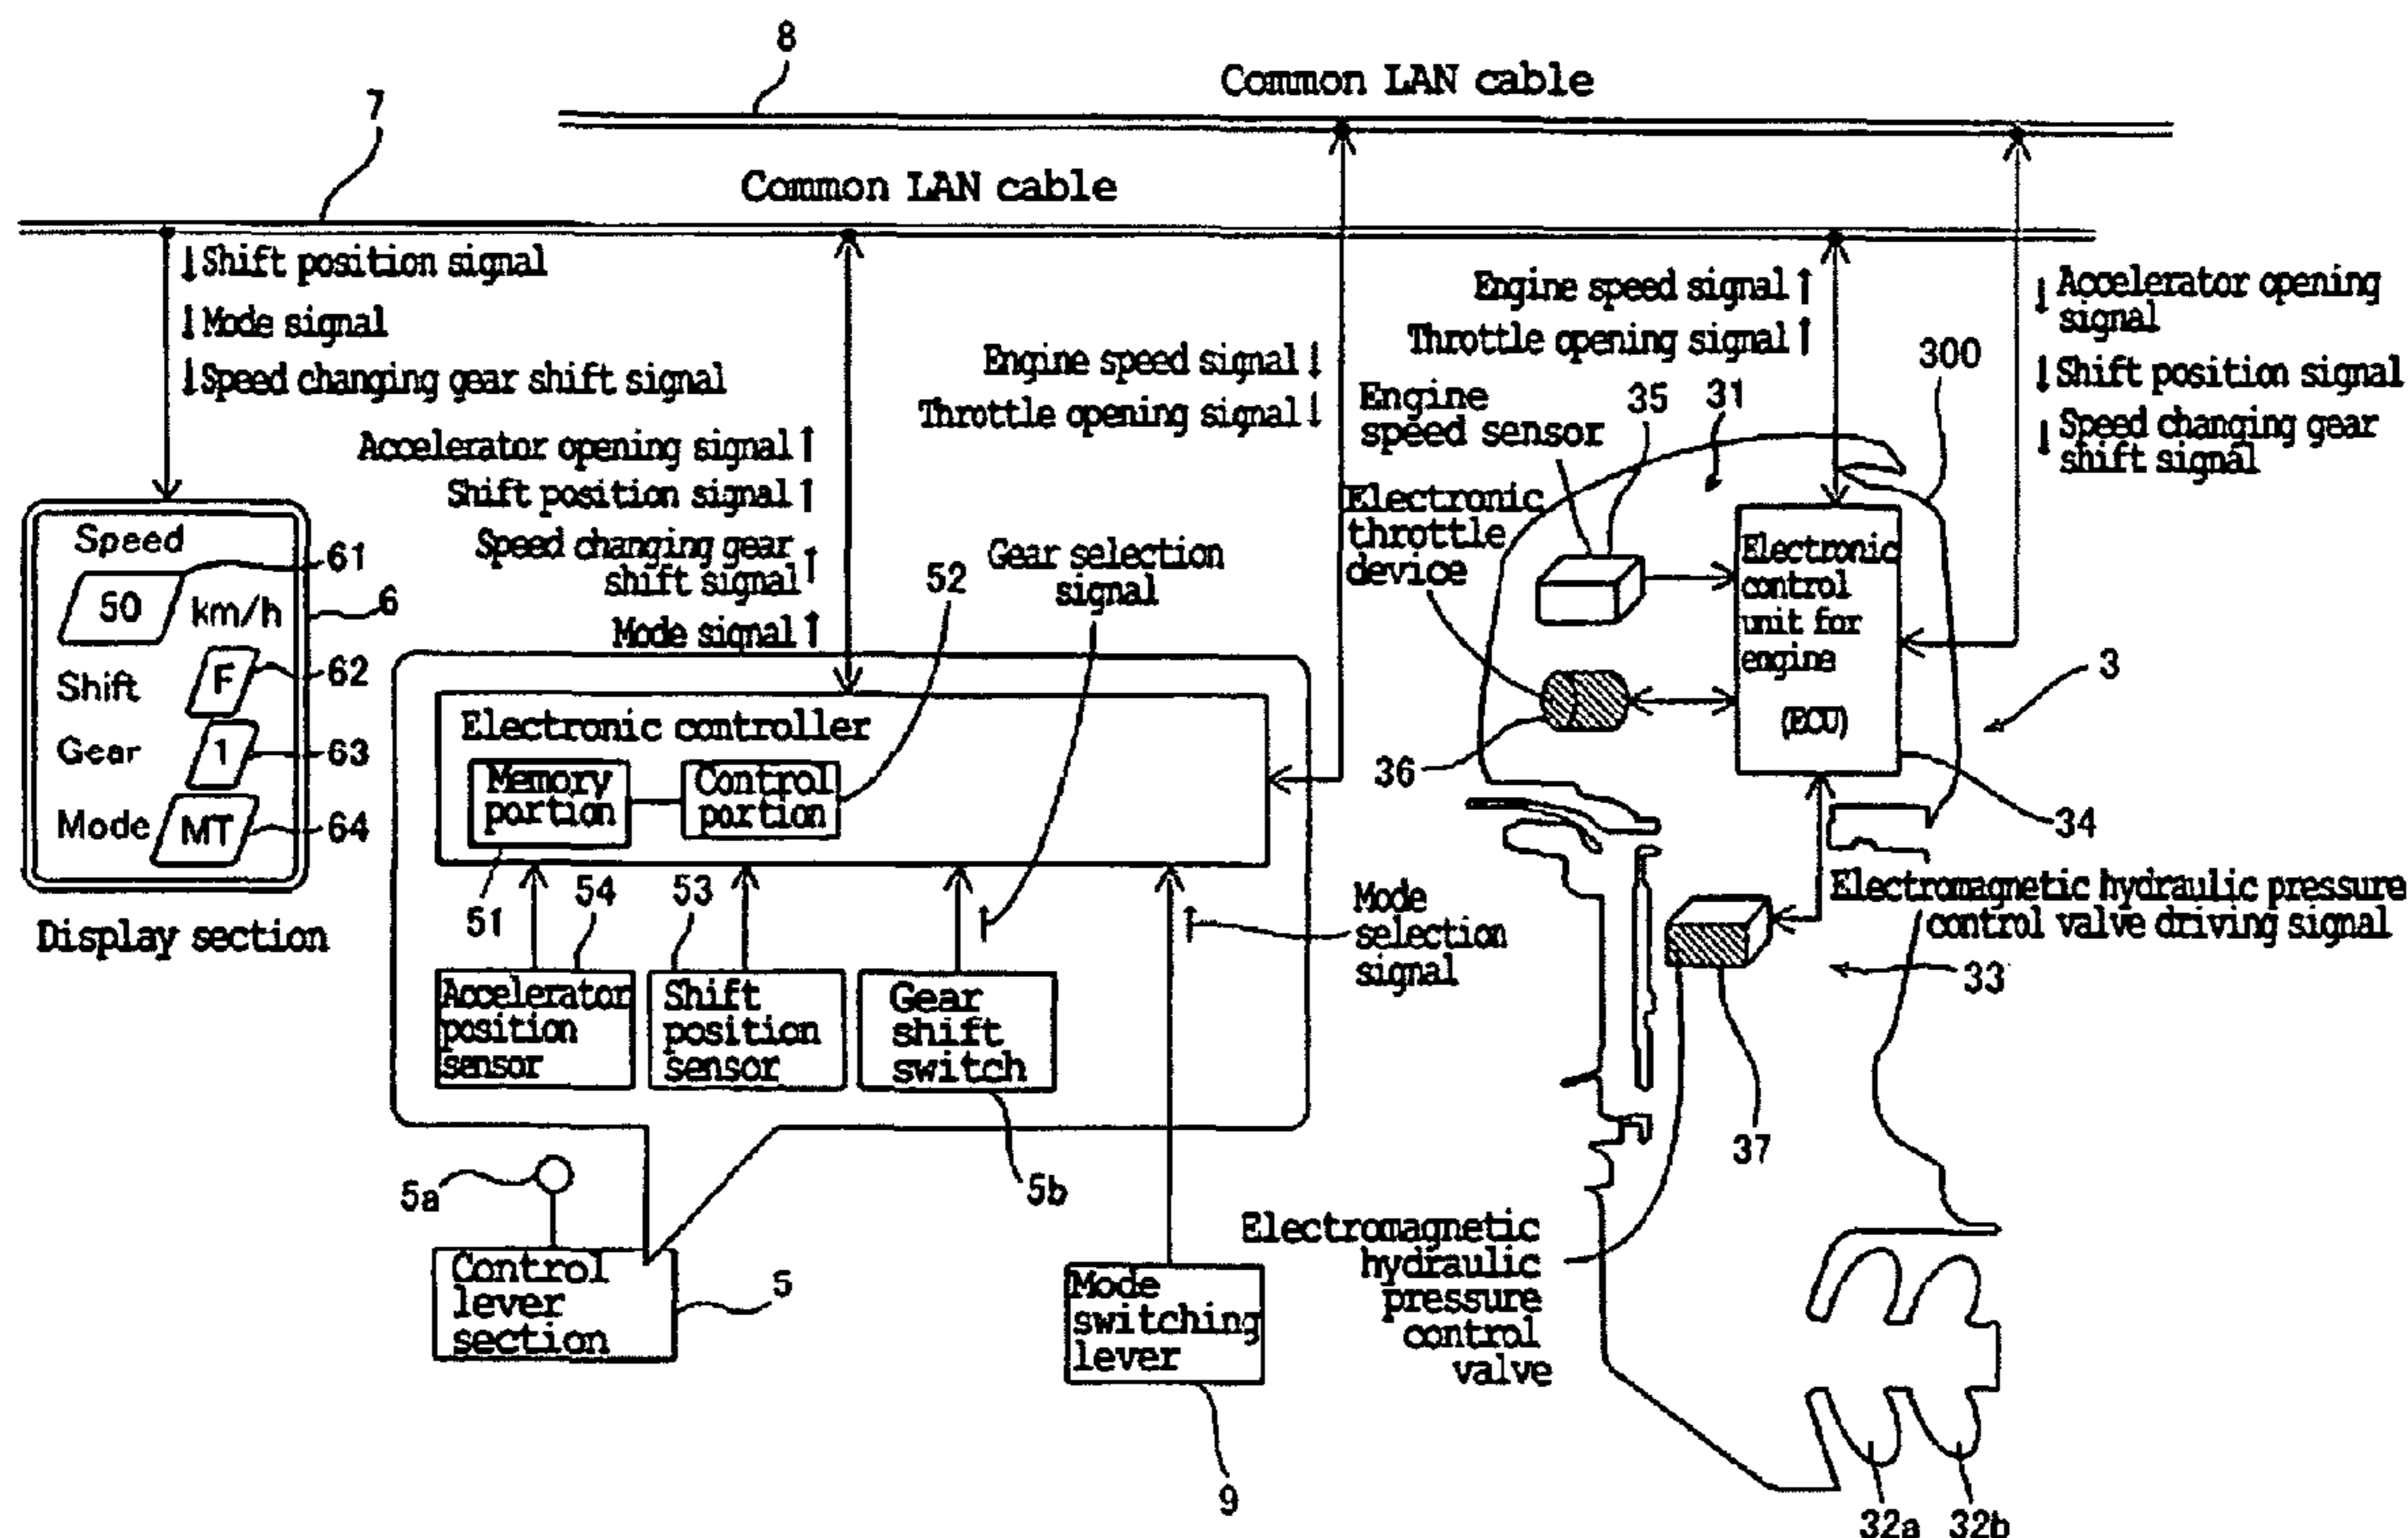 8
Common LAN cable
7
Common LAN cable
↓Shift position signal
↓Mode signal
↓Speed changing gear shift signal
Accelerator opening signal↑
Shift position signal↑
Speed changing gear
shift signal↑
Mode signal↑
Engine speed signal↓
Throttle opening signal↓
Engine speed signal↑
Throttle opening signal↑
↓Accelerator opening
signal
↓Shift position signal
↓Speed changing gear
shift signal
300
Engine
speed sensor
35
31
Electronic
throttle
device
36
Electronic
control
unit for
engine
(ECU)
3
34
Speed
50
km/h
61
6
Shift
F
62
Gear
1
63
Mode
MT
64
Display section
Gear selection
signal
52
Electronic controller
Memory
portion
Control
portion
51
54
53
Accelerator
position
sensor
Shift
position
sensor
Gear
shift
switch
5b
Mode
selection
signal
Electromagnetic hydraulic pressure
control valve driving signal
33
37
5a
Control
lever
section
5
Mode
switching
lever
9
Electromagnetic
hydraulic
pressure
control
valve
32a
32b